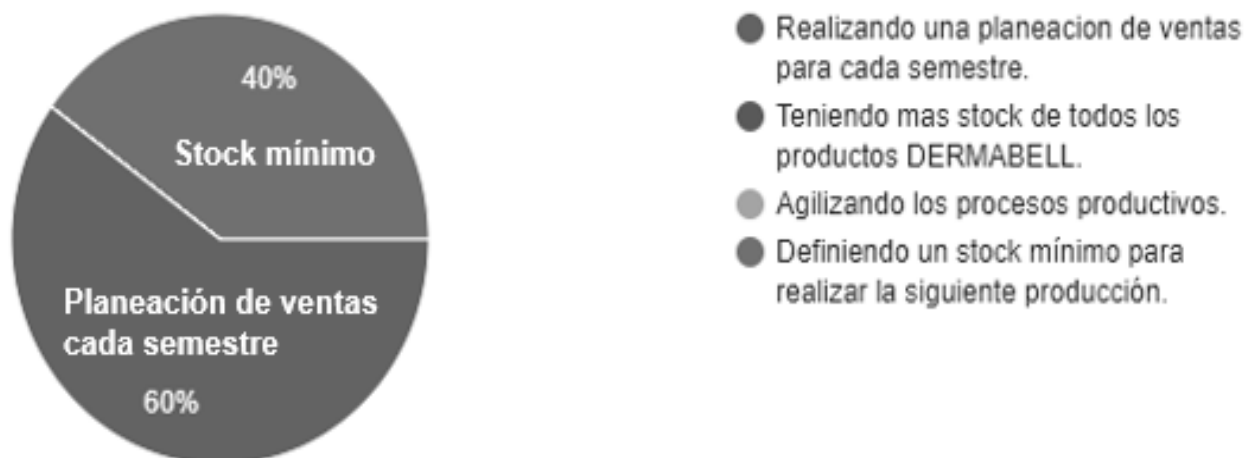 40%
Stock mínimo
Planeación de ventas
cada semestre
60%
Realizando una planeacion de ventas
para cada semestre.
Teniendo mas stock de todos los
productos DERMABELL.
Agilizando los procesos productivos.
Definiendo un stock mínimo para
realizar la siguiente producción.